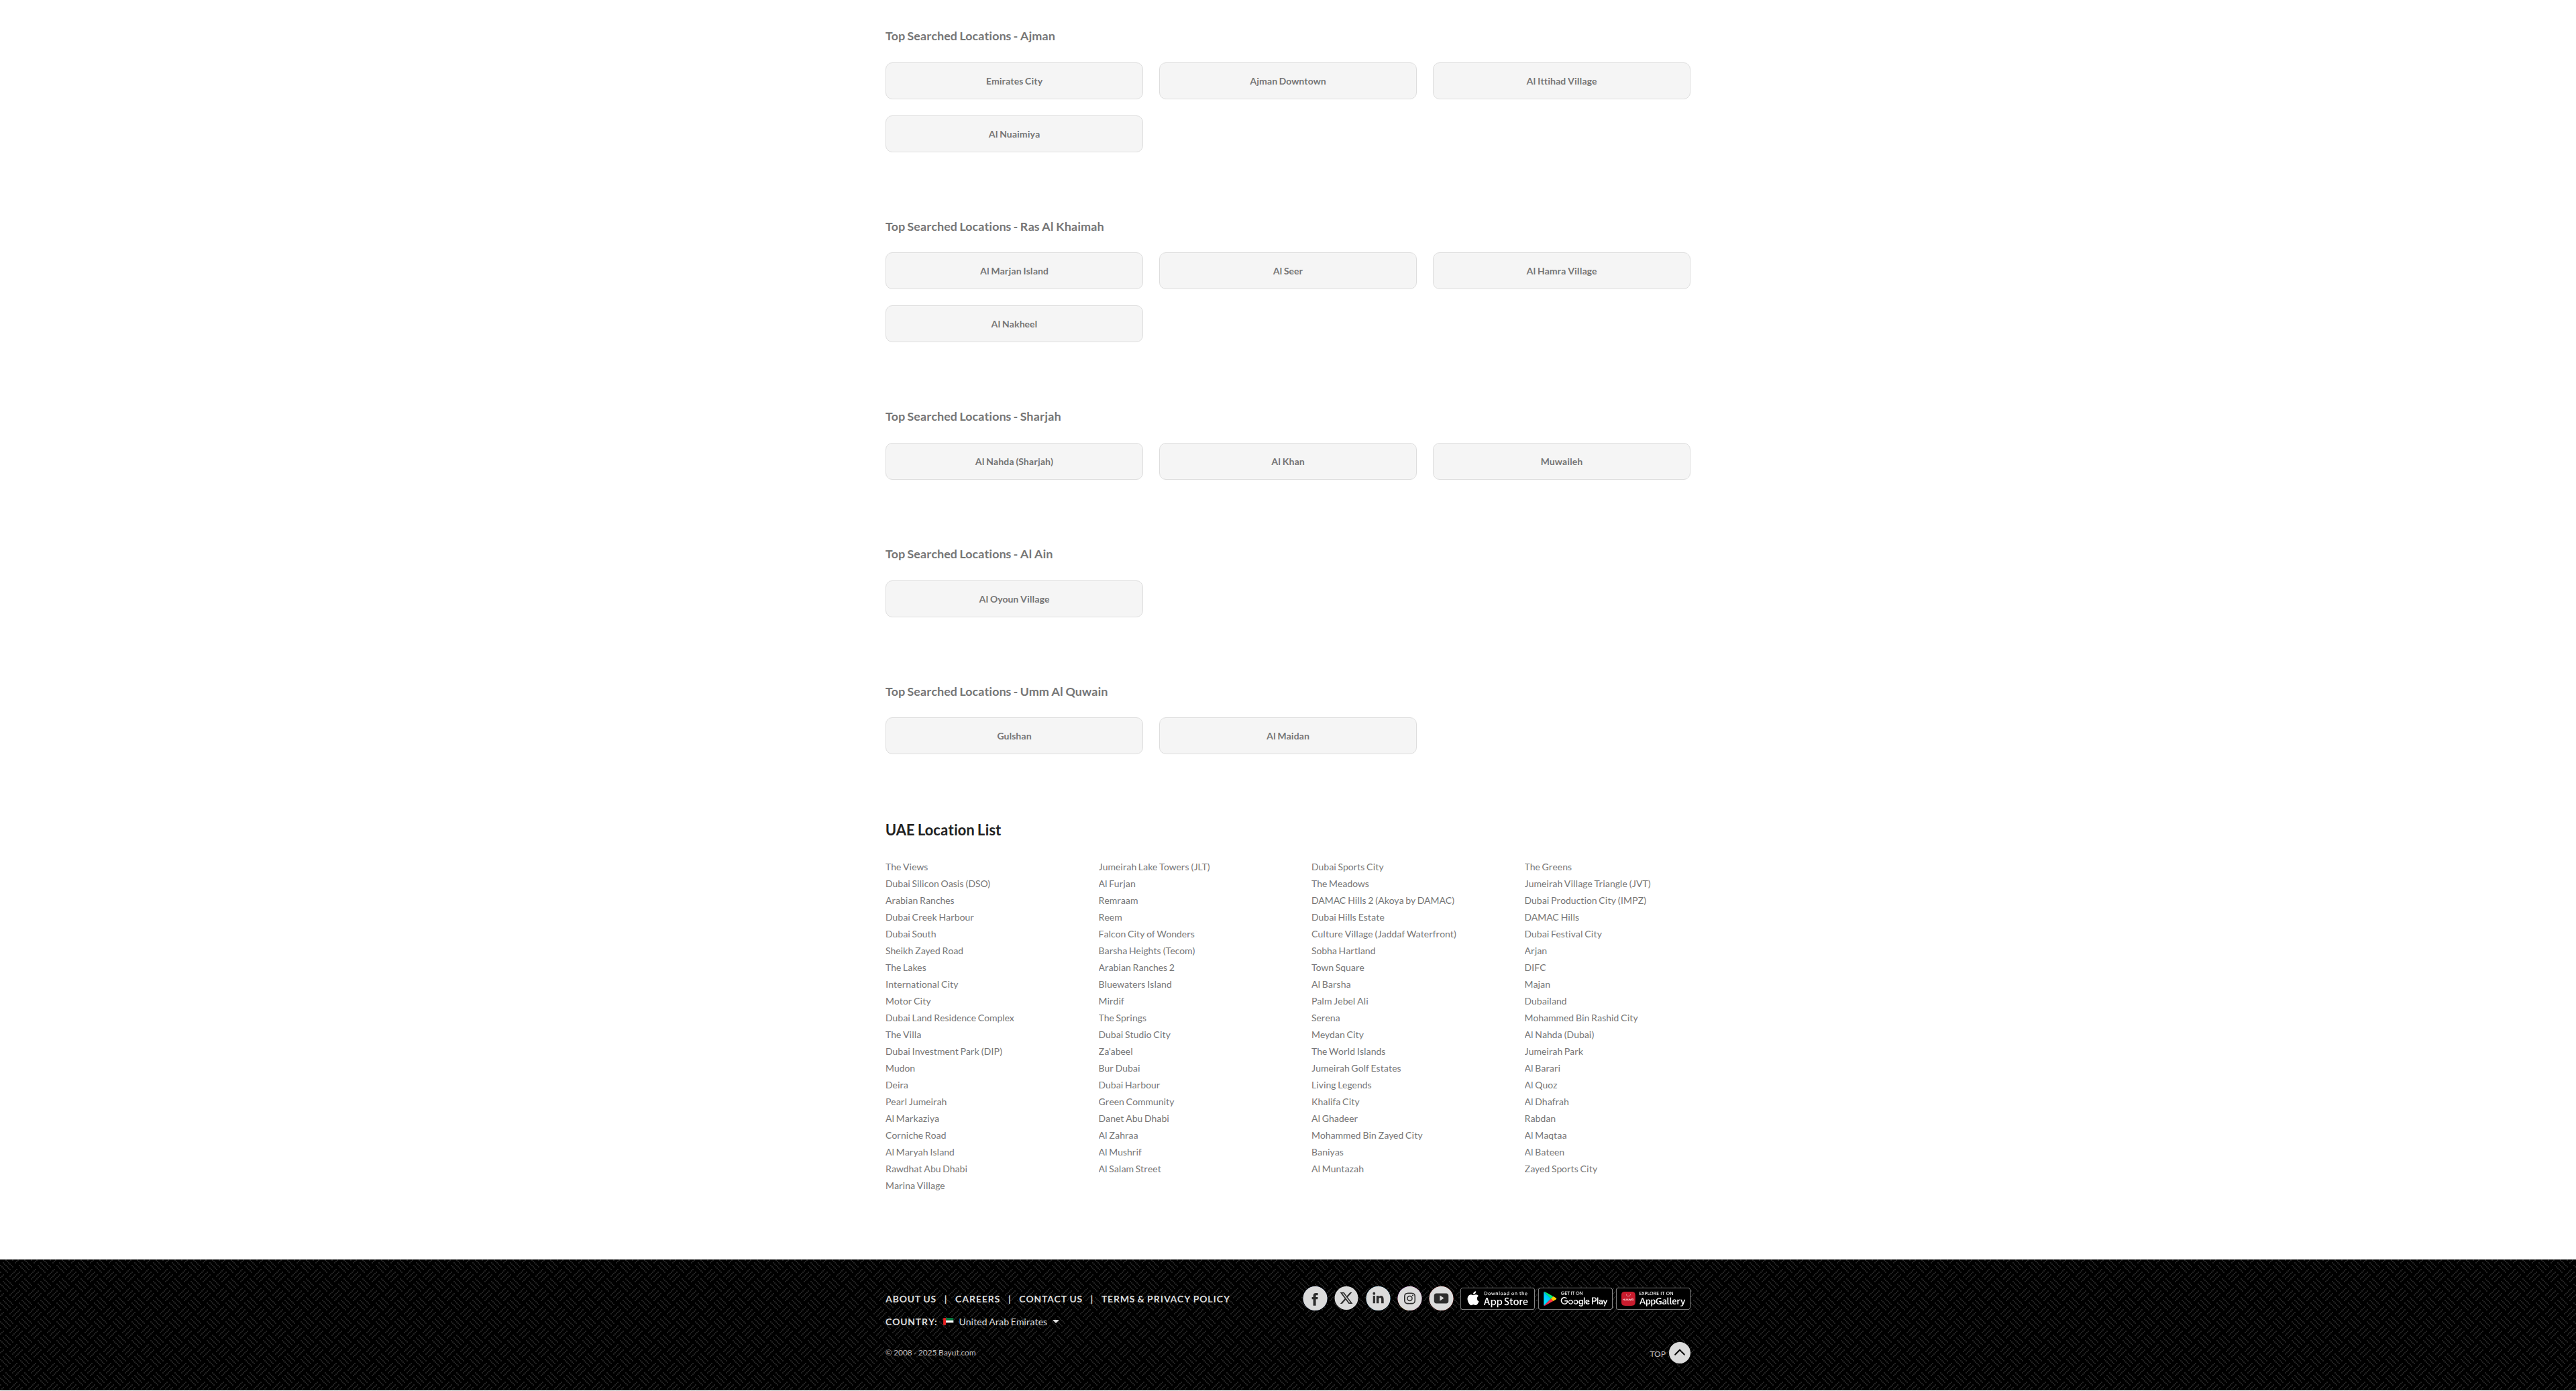 Top Searched Locations - Ajman
Emirates City
Ajman Downtown
Al Ittihad Village
Al Nuaimiya
Top Searched Locations - Ras Al Khaimah
Al Marjan Island
Al Seer
Al Hamra Village
Al Nakheel
Top Searched Locations - Sharjah
Al Nahda (Sharjah)
Al Khan
Muwaileh
Top Searched Locations - Al Ain
Al Oyoun Village
Top Searched Locations - Umm Al Quwain
Gulshan
Al Maidan
UAE Location List
The Views Jumeirah Lake Towers (JLT) Dubai Sports City The Greens
Dubai Silicon Oasis (DSO) Al Furjan The Meadows Jumeirah Village Triangle (JVT)
Arabian Ranches Remraam DAMAC Hills 2 (Akoya by DAMAC) Dubai Production City (IMPZ)
Dubai Creek Harbour Reem Dubai Hills Estate DAMAC Hills
Dubai South Falcon City of Wonders Culture Village (Jaddaf Waterfront) Dubai Festival City
Sheikh Zayed Road Barsha Heights (Tecom) Sobha Hartland Arjan
The Lakes Arabian Ranches 2 Town Square DIFC
International City Bluewaters Island Al Barsha Majan
Motor City Mirdif Palm Jebel Ali Dubailand
Dubai Land Residence Complex The Springs Serena Mohammed Bin Rashid City
The Villa Dubai Studio City Meydan City Al Nahda (Dubai)
Dubai Investment Park (DIP) Za'abeel The World Islands Jumeirah Park
Mudon Bur Dubai Jumeirah Golf Estates Al Barari
Deira Dubai Harbour Living Legends Al Quoz
Pearl Jumeirah Green Community Khalifa City Al Dhafrah
Al Markaziya Danet Abu Dhabi Al Ghadeer Rabdan
Corniche Road Al Zahraa Mohammed Bin Zayed City Al Maqtaa
Al Maryah Island Al Mushrif Baniyas Al Bateen
Rawdhat Abu Dhabi Al Salam Street Al Muntazah Zayed Sports City
Marina Village
ABOUT US | CAREERS | CONTACT US | TERMS & PRIVACY POLICY
Download on the App Store
GET IT ON Google Play
EXPLORE IT ON AppGallery
COUNTRY: United Arab Emirates
© 2008 - 2025 Bayut.com
TOP